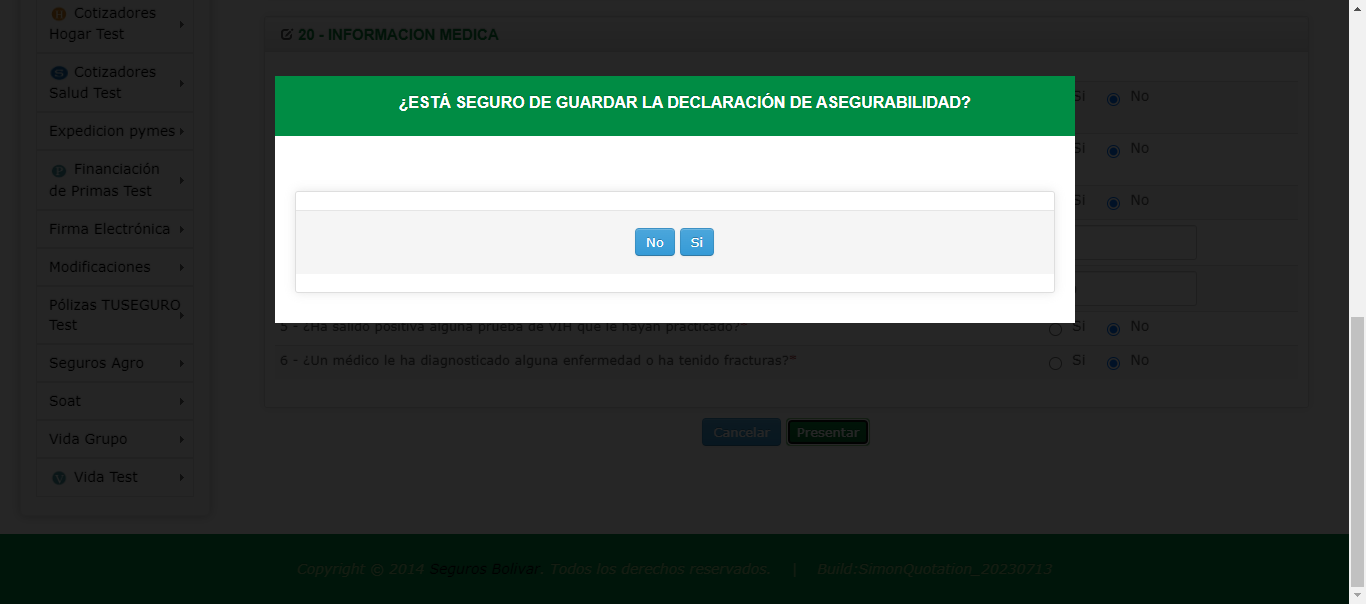 Cotizadores
Hogar Test
Cotizadores
Salud Test
Expedicion pymes
Financiación
de Primas Test
Firma Electrónica
Modificaciones
Pólizas TUSEGURO
Test
Seguros Agro
Soat
Vida Grupo
Vida Test
20 - INFORMACION MEDICA
¿ESTÁ SEGURO DE GUARDAR LA DECLARACIÓN DE ASEGURABILIDAD?
Si No
Si No
Si No
No Si
5 - ¿Ha salido positiva alguna prueba de VIH que le hayan practicado?* Si No
6 - ¿Un médico le ha diagnosticado alguna enfermedad o ha tenido fracturas?* Si No
Cancelar Presentar
Copyright © 2014 Seguros Bolivar. Todos los derechos reservados. | Build:SimonQuotation_20230713